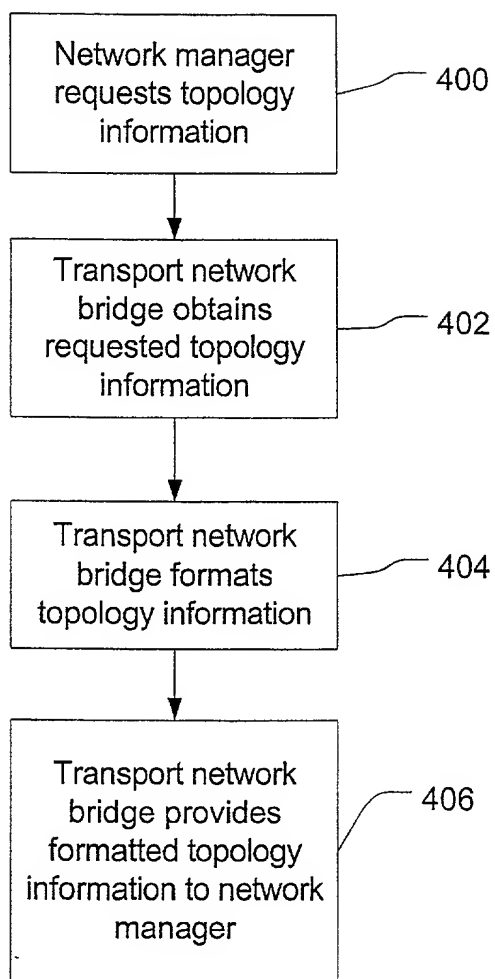 Network manager
requests topology
information
400
Transport network
bridge obtains
requested topology
information
402
Transport network
bridge formats
topology information
404
Transport network
bridge provides
formatted topology
information to network
manager
406